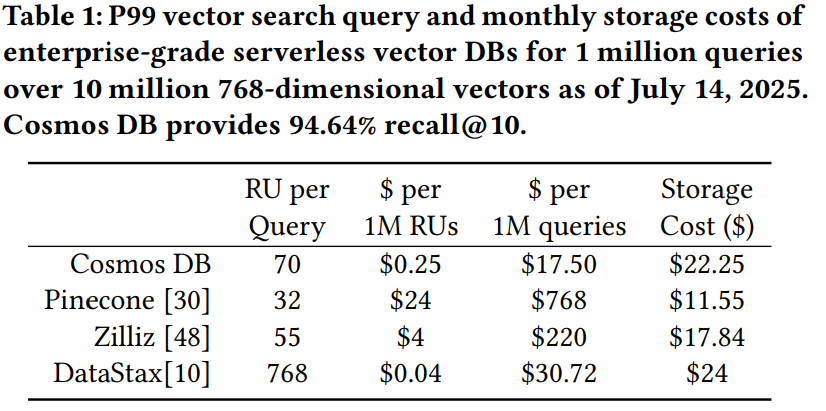 Table 1: P99 vector search query and monthly storage costs of
enterprise-grade serverless vector DBs for 1 million queries
over 10 million 768-dimensional vectors as of July 14, 2025.
Cosmos DB provides 94.64% recall@10.
RU per $ per $ per Storage
Query 1M RUs 1M queries Cost ($)
Cosmos DB 70 $0.25 $17.50 $22.25
Pinecone [30] 32 $24 $768 $11.55
Zilliz [48] 55 $4 $220 $17.84
DataStax[10] 768 $0.04 $30.72 $24